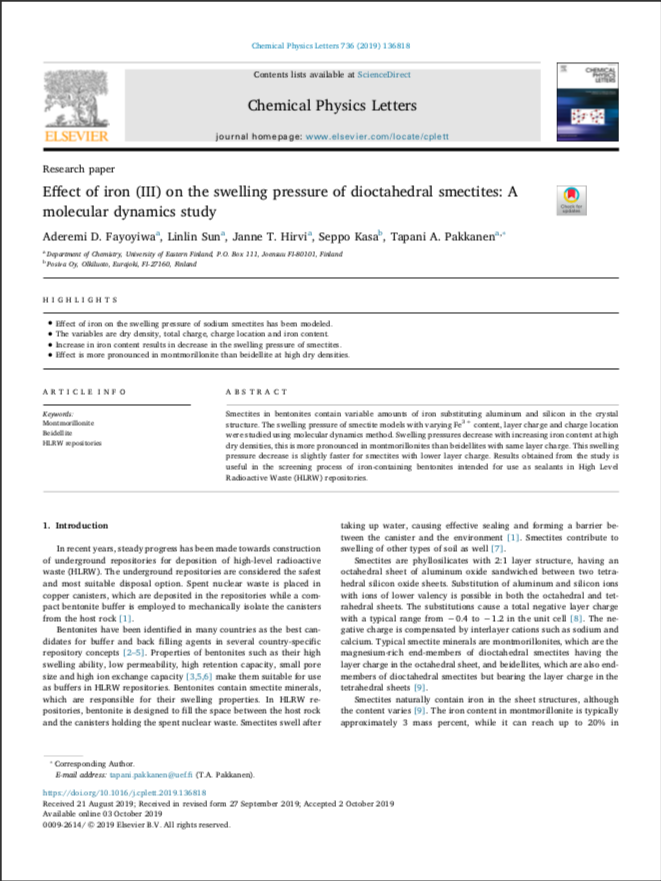 Chemical Physics Letters 736 (2019) 136818
Contents lists available at ScienceDirect
Chemical Physics Letters
journal homepage: www.elsevier.com/locate/cplett
ELSEVIER
CHEMICAL
PHYSICS
LETTERS
Research paper
Effect of iron (III) on the swelling pressure of dioctahedral smectites: A
molecular dynamics study
Check for
updates
Aderemi D. Fayoyiwaᵃ, Linlin Sunᵃ, Janne T. Hirviᵃ, Seppo Kasaᵇ, Tapani A. Pakkanenᵃ,*
ᵃ Department of Chemistry, University of Eastern Finland, P.O. Box 111, Joensuu FI-80101, Finland
ᵇ Posiva Oy, Olkiluoto, Eurajoki, FI-27160, Finland
HIGHLIGHTS
• Effect of iron on the swelling pressure of sodium smectites has been modeled.
• The variables are dry density, total charge, charge location and iron content.
• Increase in iron content results in decrease in the swelling pressure of smectites.
• Effect is more pronounced in montmorillonite than beidellite at high dry densities.
ARTICLE INFO
Keywords:
Montmorillonite
Beidellite
HLRW repositories
ABSTRACT
Smectites in bentonites contain variable amounts of iron substituting aluminum and silicon in the crystal
structure. The swelling pressure of smectite models with varying Fe³⁺ content, layer charge and charge location
were studied using molecular dynamics method. Swelling pressures decrease with increasing iron content at high
dry densities, this is more pronounced in montmorillonites than beidellites with same layer charge. This swelling
pressure decrease is slightly faster for smectites with lower layer charge. Results obtained from the study is
useful in the screening process of iron-containing bentonites intended for use as sealants in High Level
Radioactive Waste (HLRW) repositories.
1. Introduction
In recent years, steady progress has been made towards construction
of underground repositories for deposition of high-level radioactive
waste (HLRW). The underground repositories are considered the safest
and most suitable disposal option. Spent nuclear waste is placed in
copper canisters, which are deposited in the repositories while a com-
pact bentonite buffer is employed to mechanically isolate the canisters
from the host rock [1].
Bentonites have been identified in many countries as the best can-
didates for buffer and back filling agents in several country-specific
repository concepts [2–5]. Properties of bentonites such as their high
swelling ability, low permeability, high retention capacity, small pore
size and high ion exchange capacity [3,5,6] make them suitable for use
as buffers in HLRW repositories. Bentonites contain smectite minerals,
which are responsible for their swelling properties. In HLRW re-
positories, bentonite is designed to fill the space between the host rock
and the canisters holding the spent nuclear waste. Smectites swell after
taking up water, causing effective sealing and forming a barrier be-
tween the canister and the environment [1]. Smectites contribute to
swelling of other types of soil as well [7].
Smectites are phyllosilicates with 2:1 layer structure, having an
octahedral sheet of aluminum oxide sandwiched between two tetra-
hedral silicon oxide sheets. Substitution of aluminum and silicon ions
with ions of lower valency is possible in both the octahedral and tet-
rahedral sheets. The substitutions cause a total negative layer charge
with a typical range from −0.4 to −1.2 in the unit cell [8]. The ne-
gative charge is compensated by interlayer cations such as sodium and
calcium. Typical smectite minerals are montmorillonites, which are the
magnesium-rich end-members of dioctahedral smectites having the
layer charge in the octahedral sheet, and beidellites, which are also end-
members of dioctahedral smectites but bearing the layer charge in the
tetrahedral sheets [9].
Smectites naturally contain iron in the sheet structures, although
the content varies [9]. The iron content in montmorillonite is typically
approximately 3 mass percent, while it can reach up to 20% in
* Corresponding Author.
E-mail address: tapani.pakkanen@uef.fi (T.A. Pakkanen).
https://doi.org/10.1016/j.cplett.2019.136818
Received 21 August 2019; Received in revised form 27 September 2019; Accepted 2 October 2019
Available online 03 October 2019
0009-2614/ © 2019 Elsevier B.V. All rights reserved.